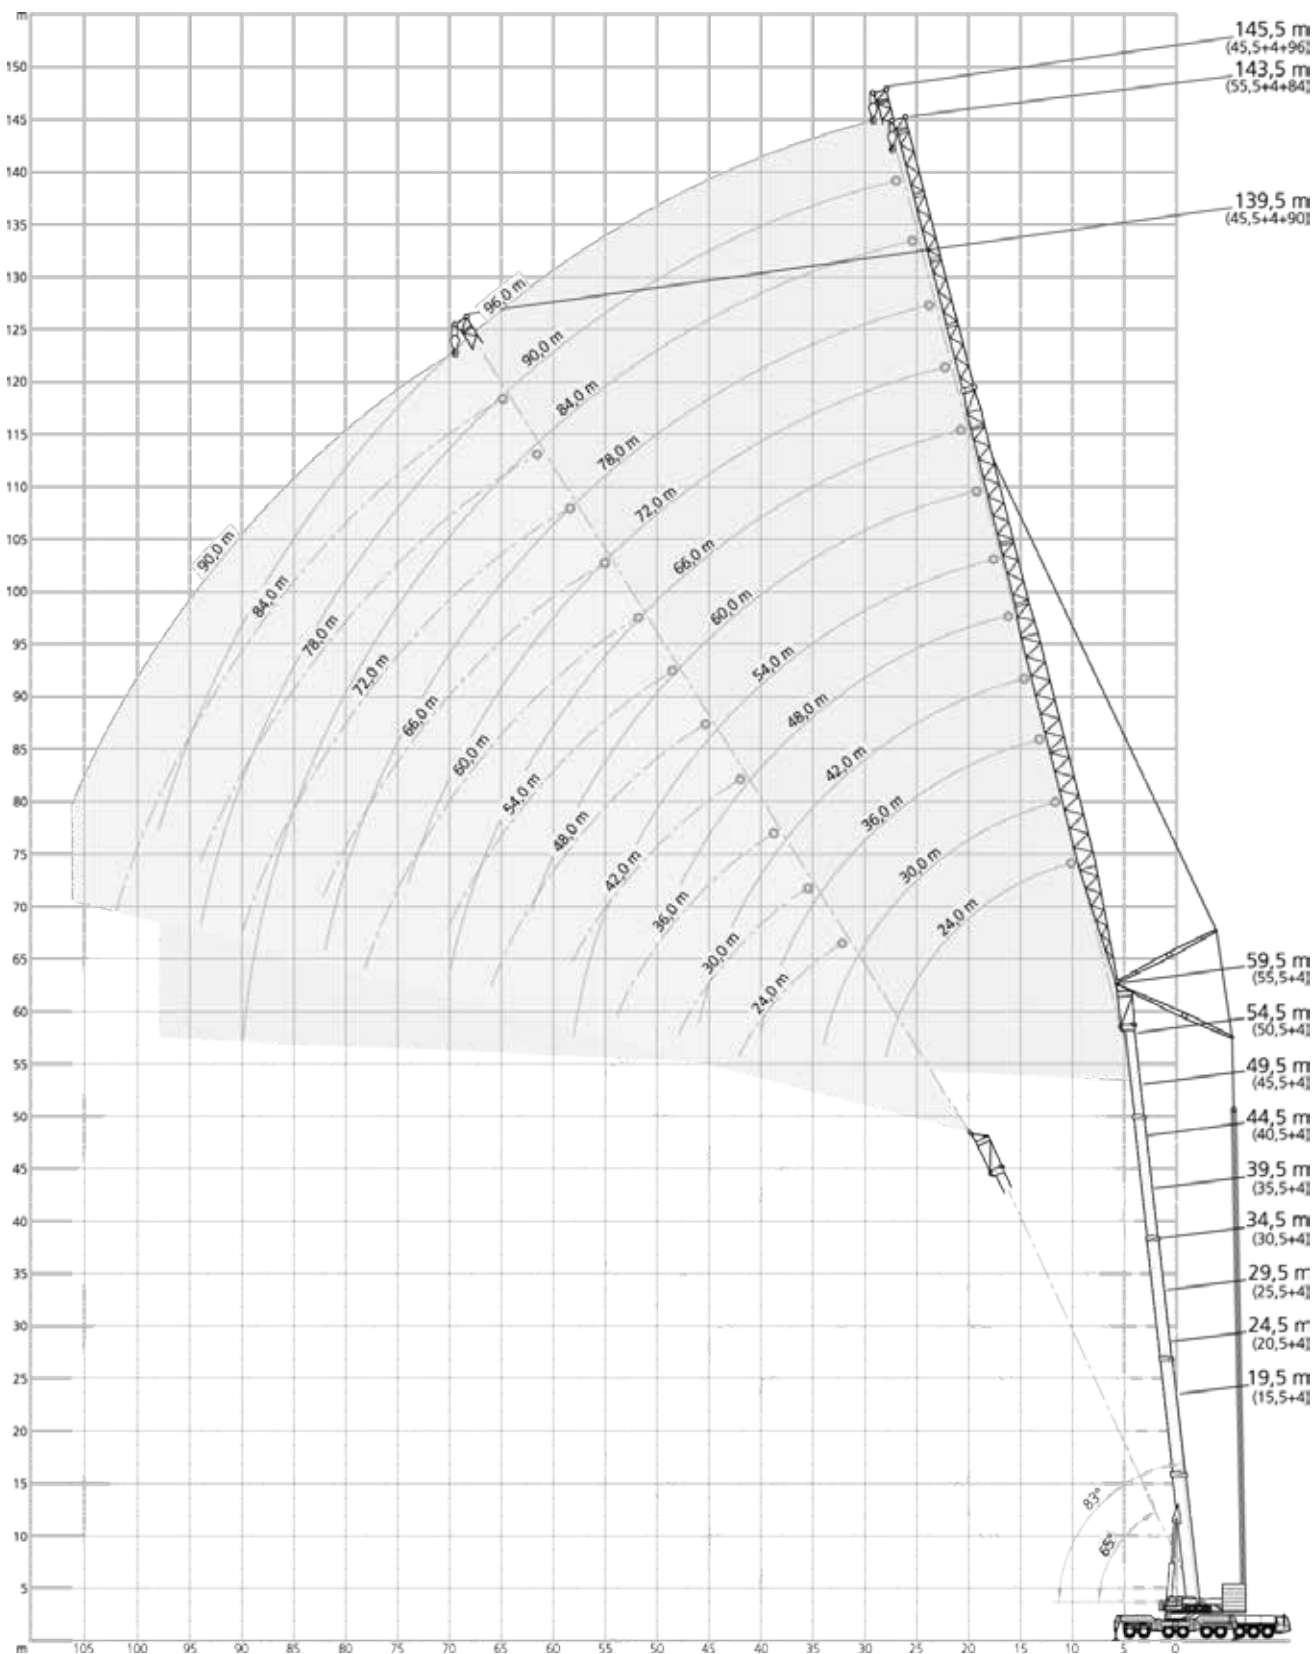 m
145,5 m
(45,5+4+96)
143,5 m
(55,5+4+84)
150
145
140
139,5 m
(45,5+4+90)
135
130
96,0 m
125
90,0 m
120
84,0 m
115
78,0 m
110
72,0 m
105
90,0 m
66,0 m
100
84,0 m
60,0 m
95
78,0 m
54,0 m
90
72,0 m
48,0 m
85
66,0 m
42,0 m
80
60,0 m
36,0 m
75
54,0 m
30,0 m
70
48,0 m
24,0 m
42,0 m
65
36,0 m
59,5 m
(55,5+4)
30,0 m
60
24,0 m
54,5 m
(50,5+4)
55
49,5 m
(45,5+4)
50
44,5 m
(40,5+4)
45
39,5 m
(35,5+4)
40
34,5 m
(30,5+4)
35
29,5 m
(25,5+4)
30
24,5 m
(20,5+4)
25
19,5 m
(15,5+4)
20
15
83°
10
65°
5
m 105 100 95 90 85 80 75 70 65 60 55 50 45 40 35 30 25 20 15 10 5 0